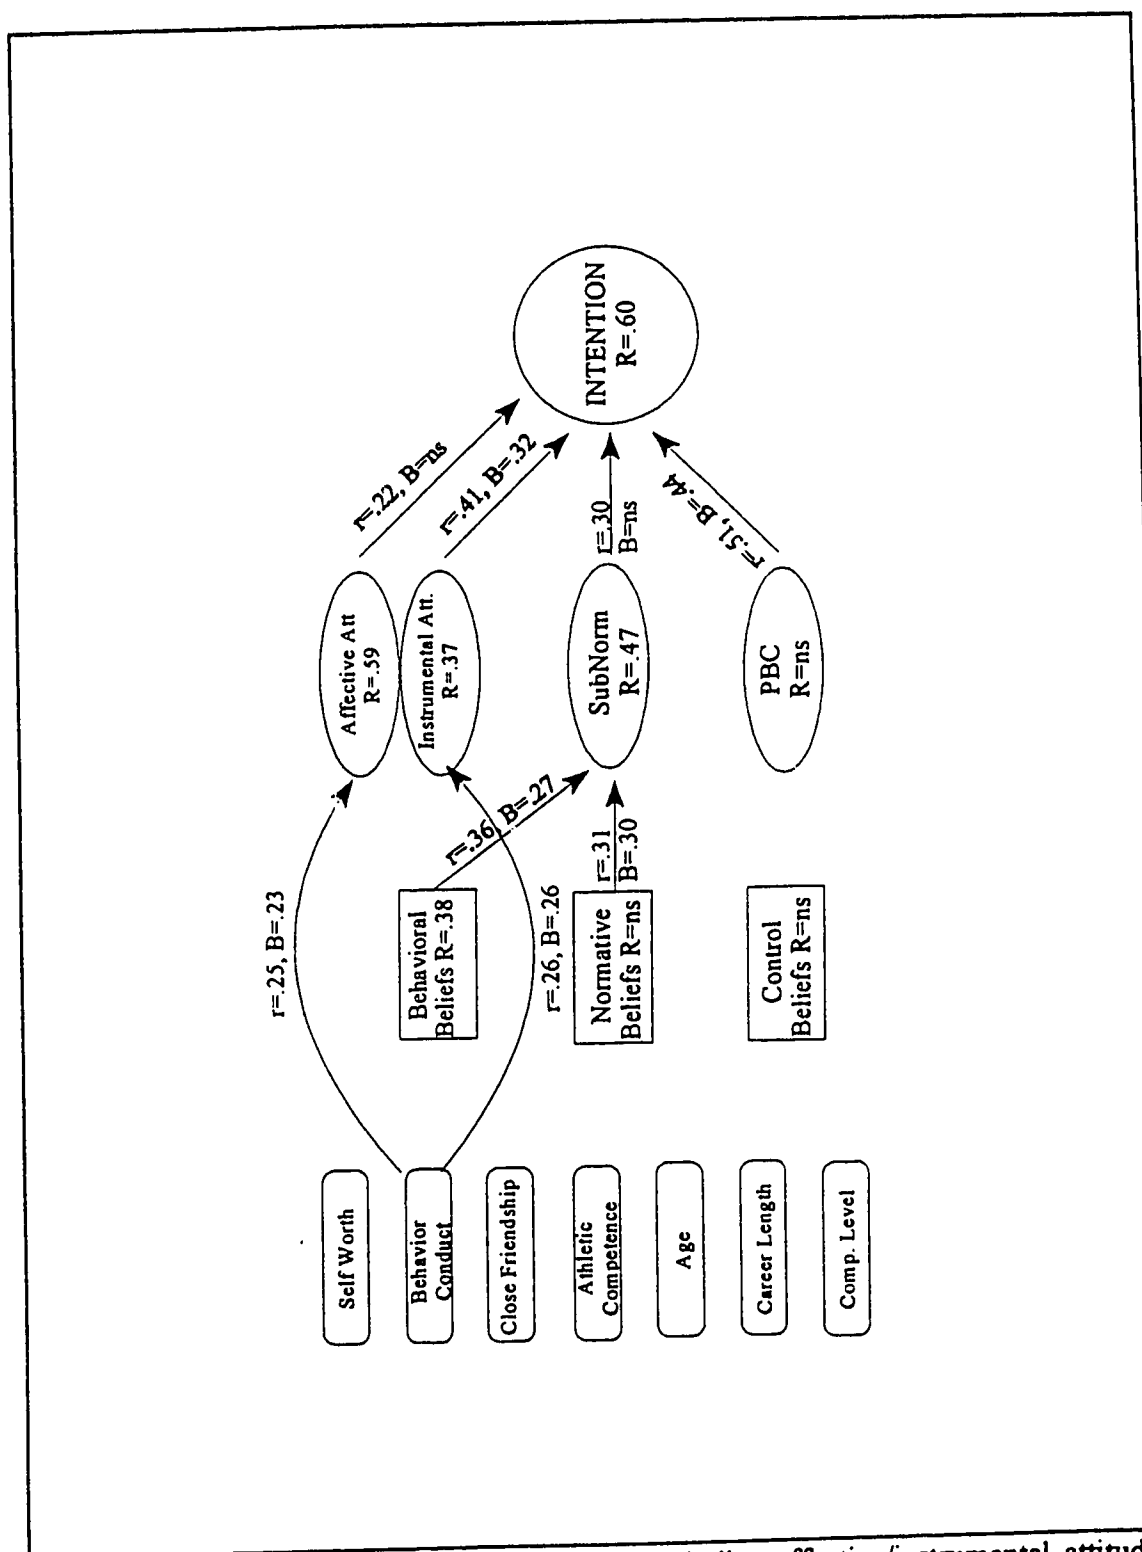 Self Worth
Behavior
Conduct
Close Friendship
Athletic
Competence
Age
Career Length
Comp. Level
r=.25, B=.23
Behavioral
Beliefs R=.38
r=.26, B=.26
Normative
Beliefs R=ns
Control
Beliefs R=ns
r=.36, B=.27
r=.31
B=.30
Affective Att
R=.59
Instrumental Att.
R=.37
SubNorm
R=.47
PBC
R=ns
r=.22, B=ns
r=.41, B=.32
r=.30
B=ns
r=.51, B=.44
INTENTION
R=.60